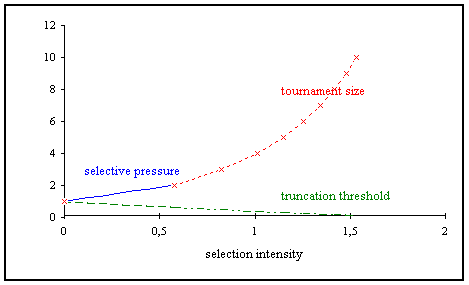 12
10
tournament size
8
6
4
selective pressure
2
truncation threshold
0
0 0,5 1 1,5 2
selection intensity